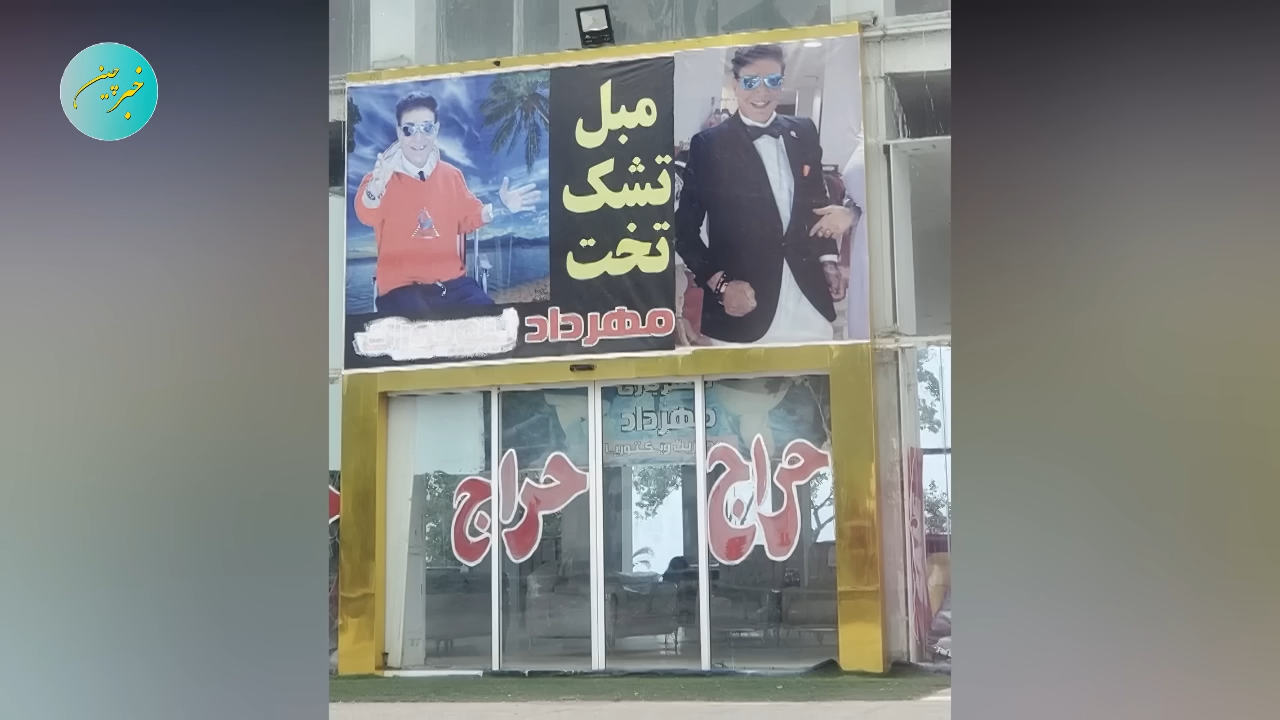 خبرچین
مبل
تشک
تخت
مهرداد
مهرداد
حراج
حراج